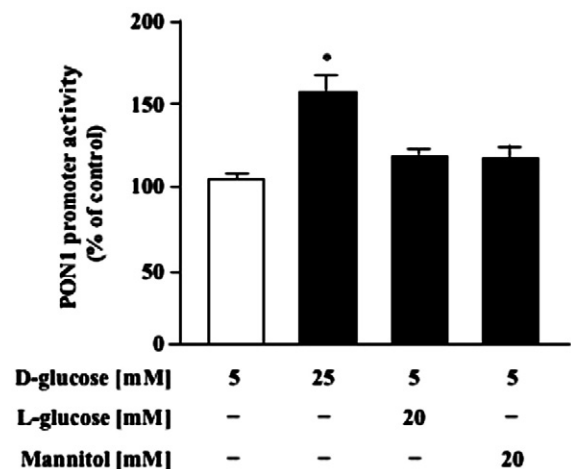 PON1 promoter activity
(% of control)
200
150
100
50
0
*
D-glucose [mM] 5 25 5 5
L-glucose [mM] – – 20 –
Mannitol [mM] – – – 20